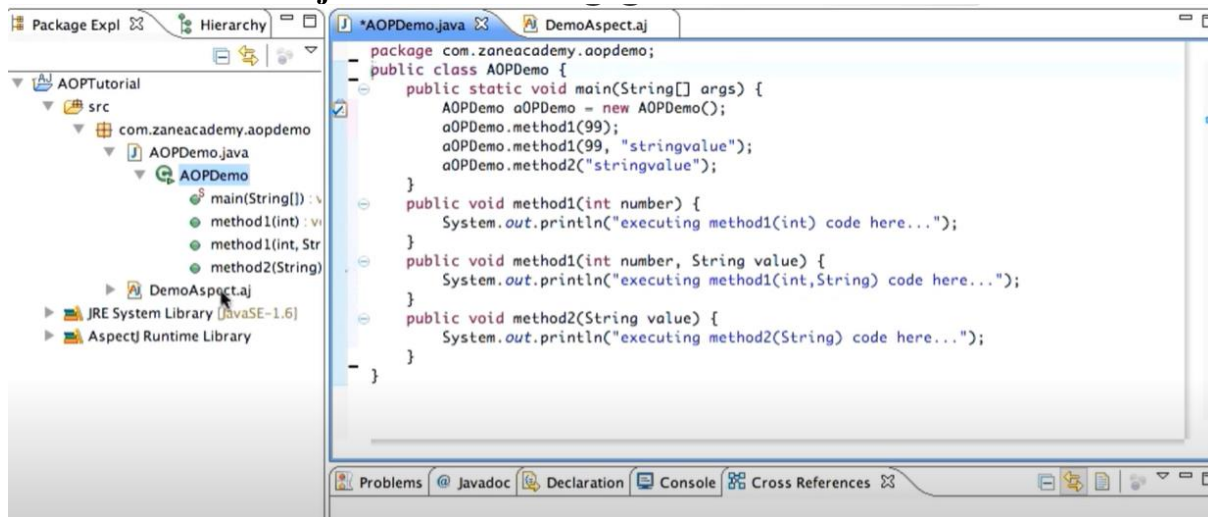 Package Expl
Hierarchy
*AOPDemo.java
DemoAspect.aj
AOPTutorial
src
com.zaneacademy.aopdemo
AOPDemo.java
AOPDemo
main(String[]) : v
method1(int) : v
method1(int, Str
method2(String)
DemoAspect.aj
JRE System Library [JavaSE-1.6]
AspectJ Runtime Library
package com.zaneacademy.aopdemo;
public class AOPDemo {
public static void main(String[] args) {
AOPDemo aOPDemo = new AOPDemo();
aOPDemo.method1(99);
aOPDemo.method1(99, "stringvalue");
aOPDemo.method2("stringvalue");
}
public void method1(int number) {
System.out.println("executing method1(int) code here...");
}
public void method1(int number, String value) {
System.out.println("executing method1(int,String) code here...");
}
public void method2(String value) {
System.out.println("executing method2(String) code here...");
}
}
Problems @ Javadoc Declaration Console Cross References